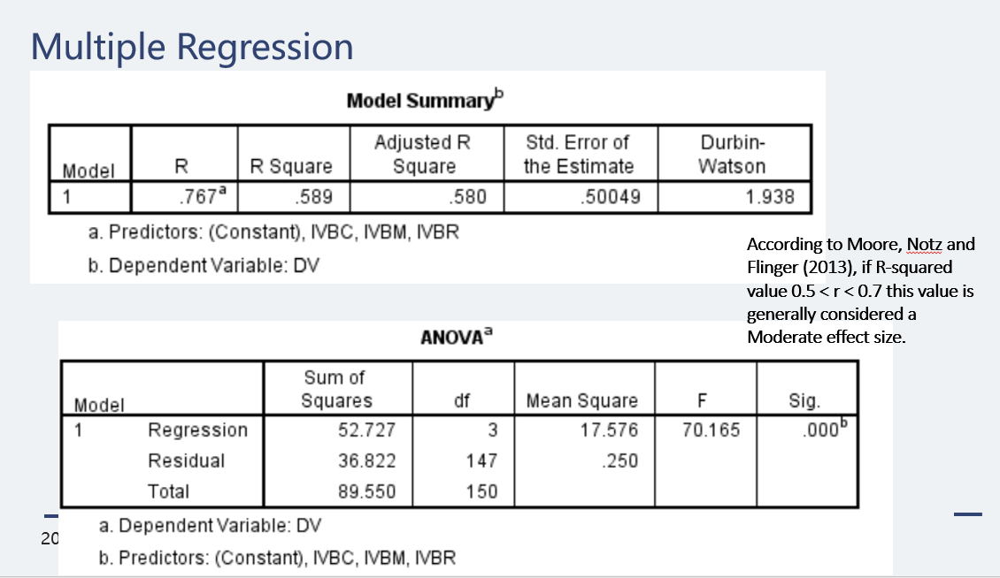 Multiple Regression
Model Summaryb
Model R R Square Adjusted R Square Std. Error of the Estimate Durbin-Watson
1 .767a .589 .580 .50049 1.938
a. Predictors: (Constant), IVBC, IVBM, IVBR
b. Dependent Variable: DV
According to Moore, Notz and
Flinger (2013), if R-squared
value 0.5 < r < 0.7 this value is
generally considered a
Moderate effect size.
ANOVAa
Model Sum of Squares df Mean Square F Sig.
1 Regression 52.727 3 17.576 70.165 .000b
Residual 36.822 147 .250
Total 89.550 150
a. Dependent Variable: DV
b. Predictors: (Constant), IVBC, IVBM, IVBR
20